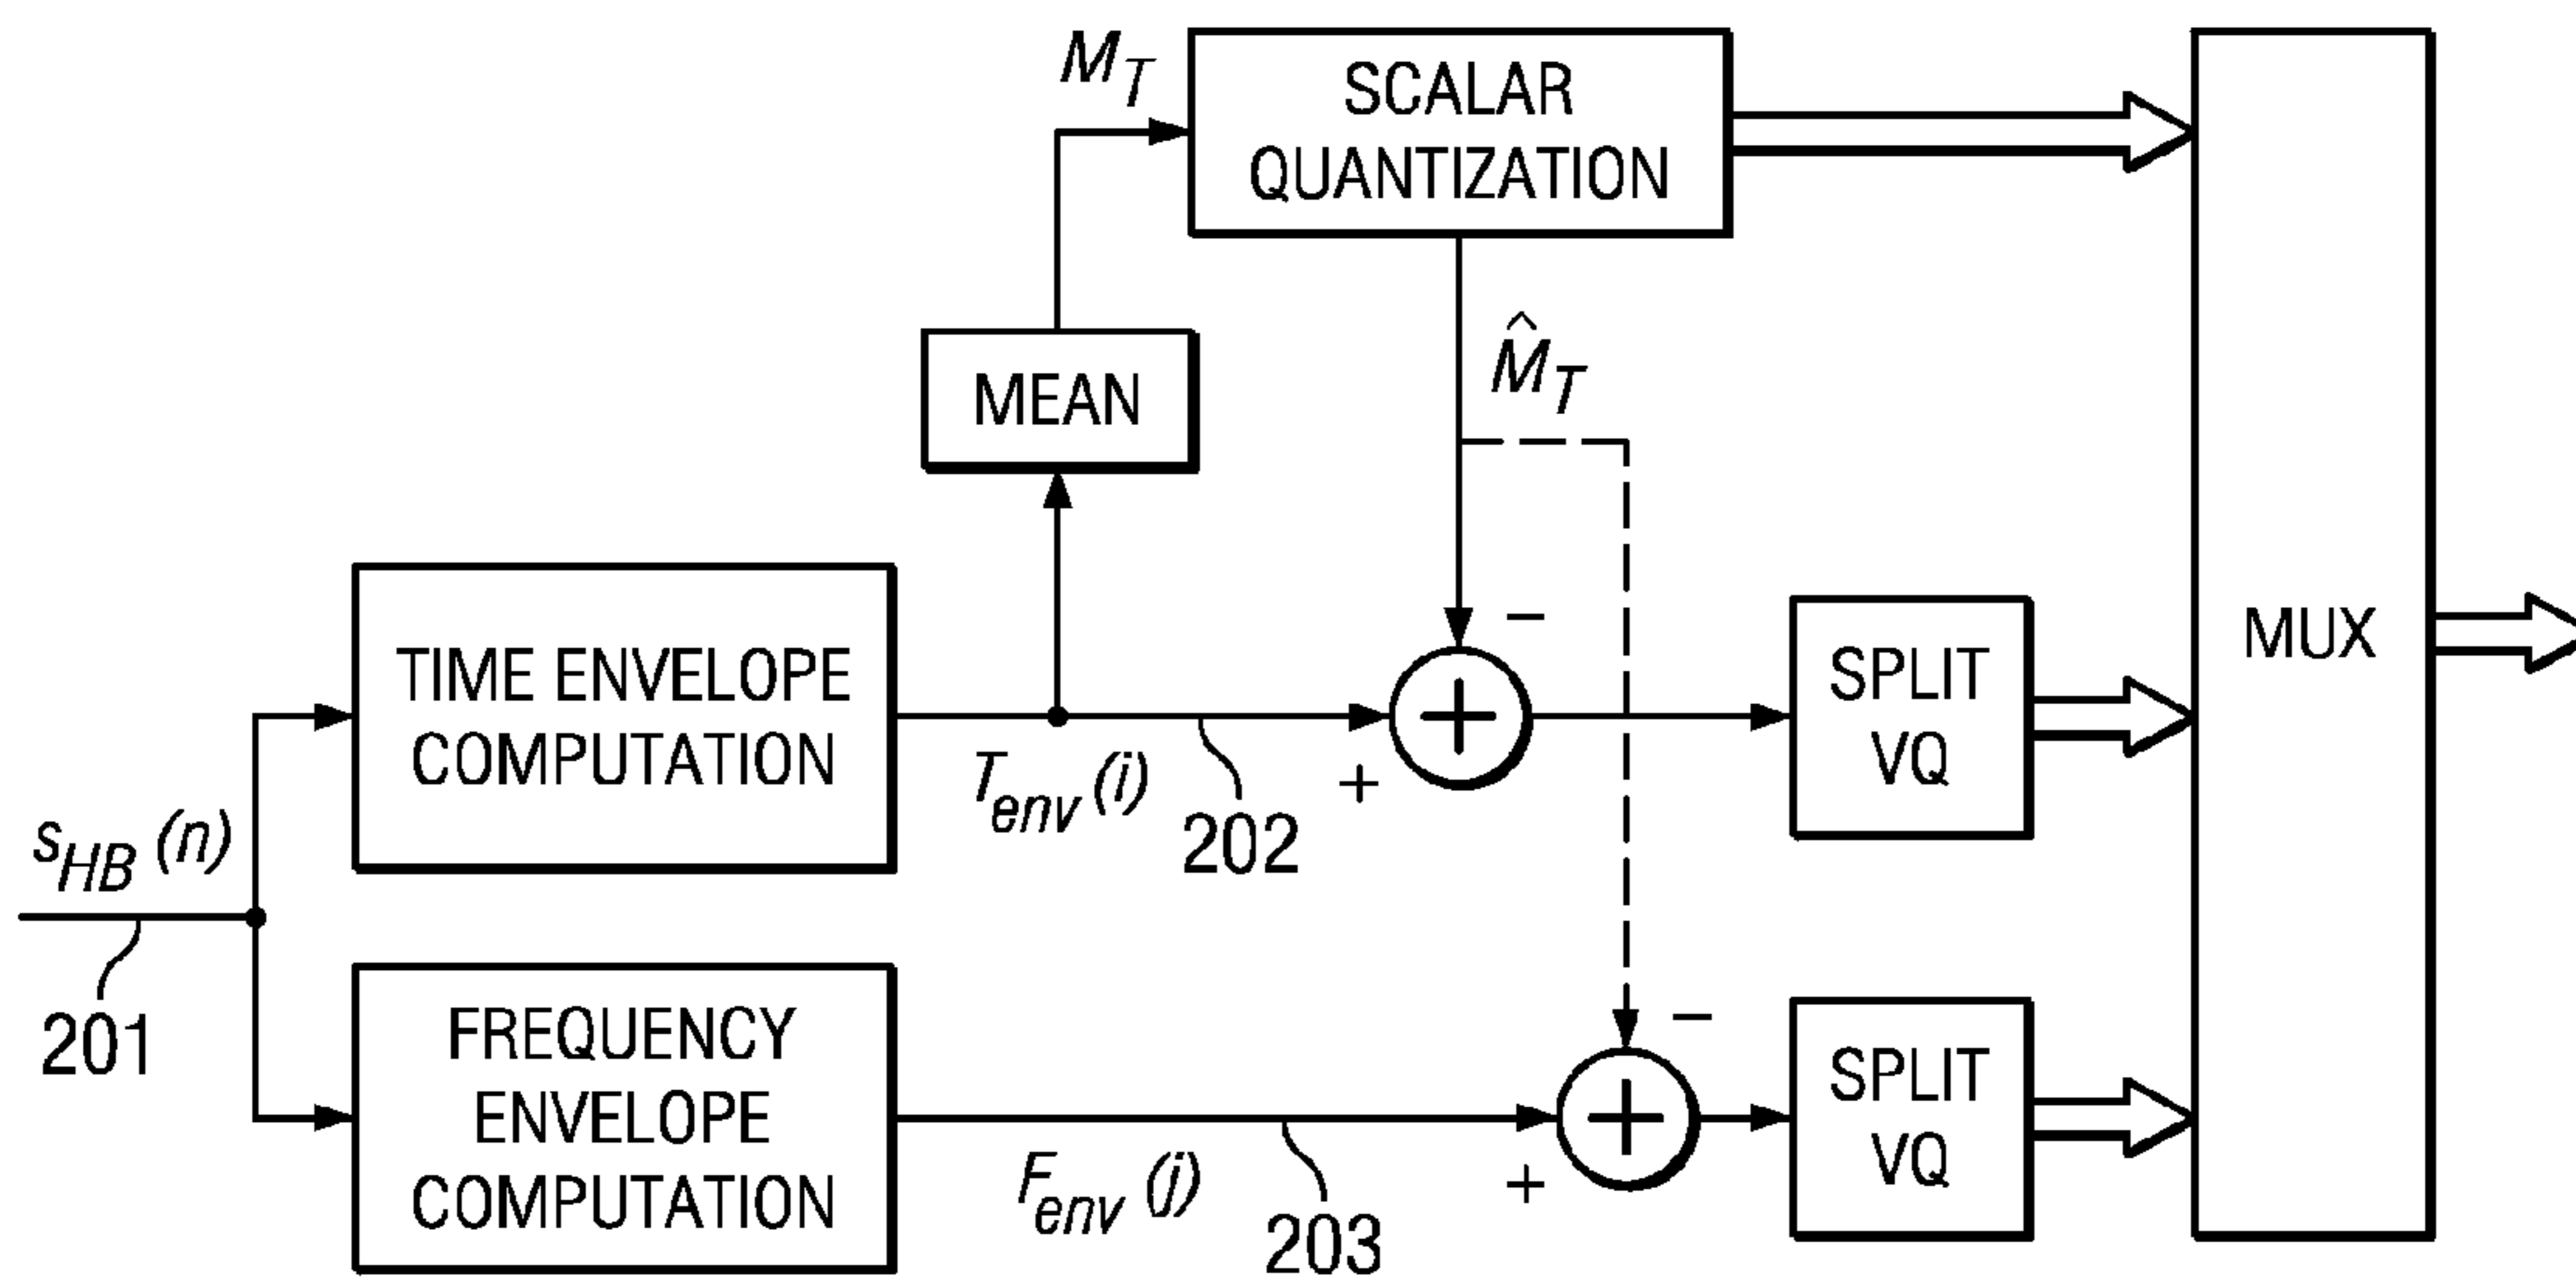 M_T
SCALAR
QUANTIZATION
M̂_T
MEAN
−
TIME ENVELOPE
COMPUTATION
SPLIT
VQ
MUX
+
T_env (i)
+
202
s_HB (n)
201
FREQUENCY
ENVELOPE
COMPUTATION
−
+
SPLIT
VQ
F_env (j)
+
203